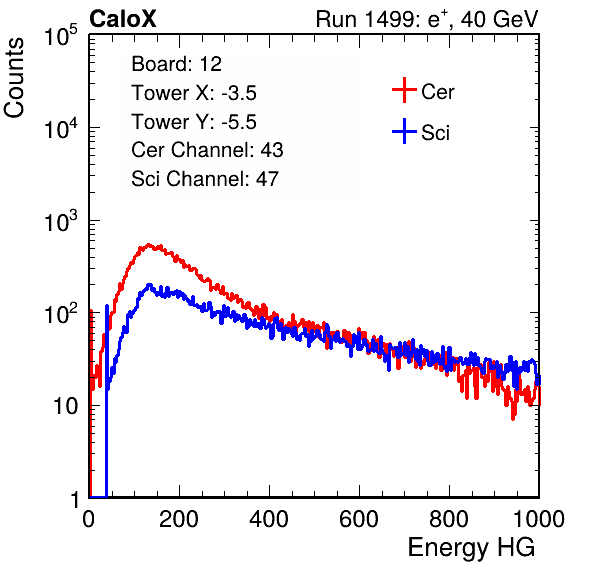 CaloX Run 1499: e⁺, 40 GeV
Counts
10⁵
10⁴
10³
10²
10
1
Board: 12
Tower X: -3.5
Tower Y: -5.5
Cer Channel: 43
Sci Channel: 47
Cer
Sci
0 200 400 600 800 1000
Energy HG